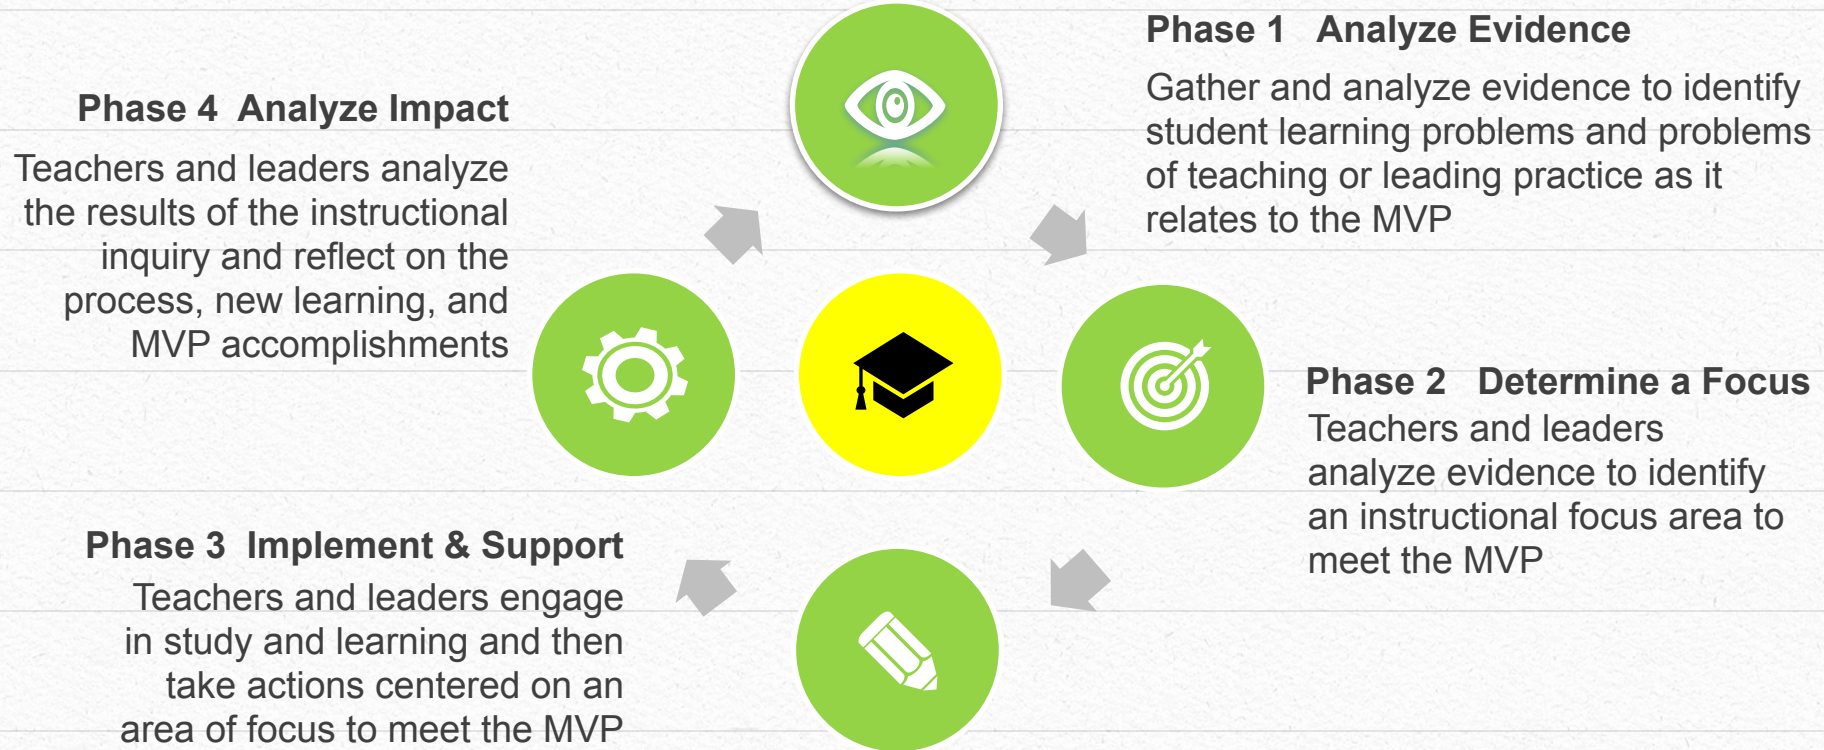 Phase 1 Analyze Evidence
Gather and analyze evidence to identify
student learning problems and problems
of teaching or leading practice as it
relates to the MVP
Phase 2 Determine a Focus
Teachers and leaders
analyze evidence to identify
an instructional focus area to
meet the MVP
Phase 3 Implement & Support
Teachers and leaders engage
in study and learning and then
take actions centered on an
area of focus to meet the MVP
Phase 4 Analyze Impact
Teachers and leaders analyze
the results of the instructional
inquiry and reflect on the
process, new learning, and
MVP accomplishments